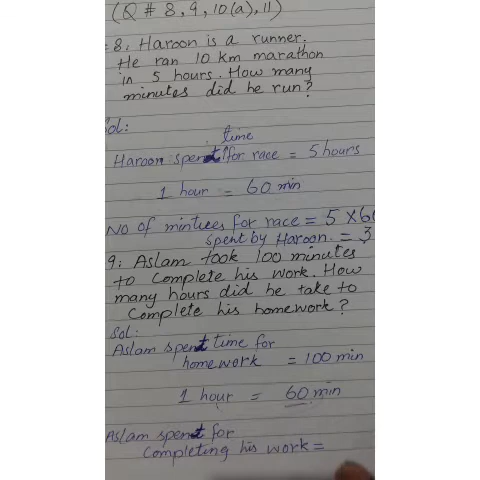 (Q # 8, 9, 10(a), 11)
8: Haroon is a runner.
He ran 10 km marathon
in 5 hours. How many
minutes did he run?
Sol:
time
Haroon spent for race = 5 hours
1 hour = 60 min
No of mintues for race = 5 × 60
spent by Haroon. = 3
9: Aslam took 100 minutes
to Complete his work. How
many hours did he take to
Complete his homework?
Sol:
Aslam spent time for
homework = 100 min
1 hour = 60 min
Aslam spent for
Completing his work =